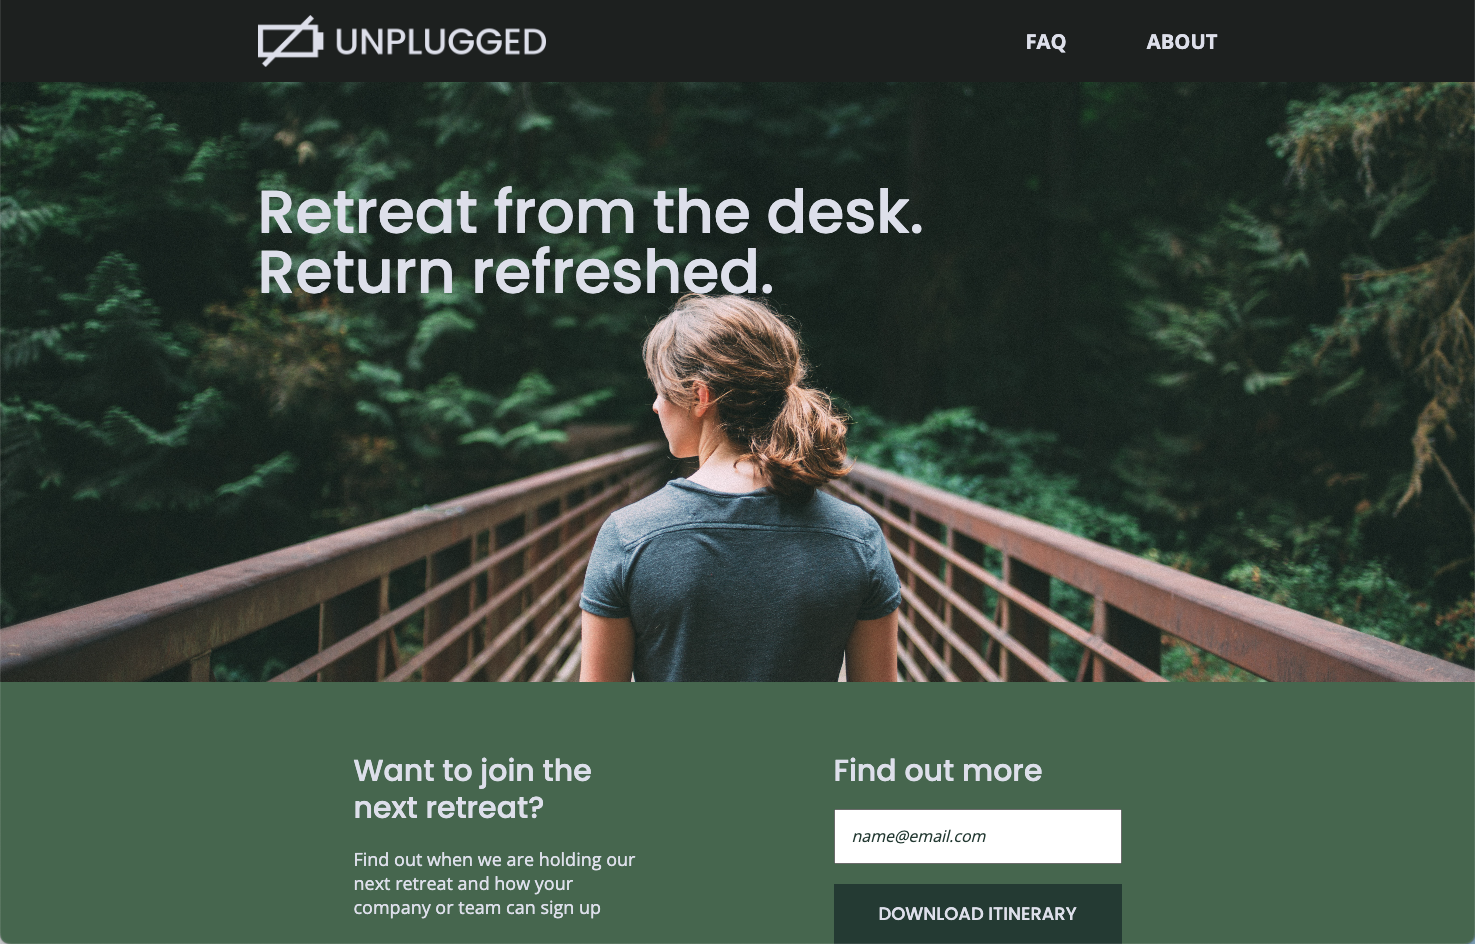 UNPLUGGED
FAQ
ABOUT
Retreat from the desk.
Return refreshed.
Want to join the
next retreat?
Find out when we are holding our
next retreat and how your
company or team can sign up
Find out more
name@email.com
DOWNLOAD ITINERARY